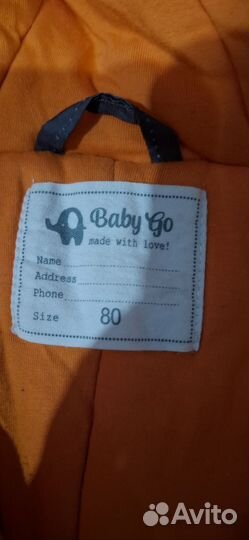 Baby Go
made with love!
Name
Address
Phone
Size 80
Avito